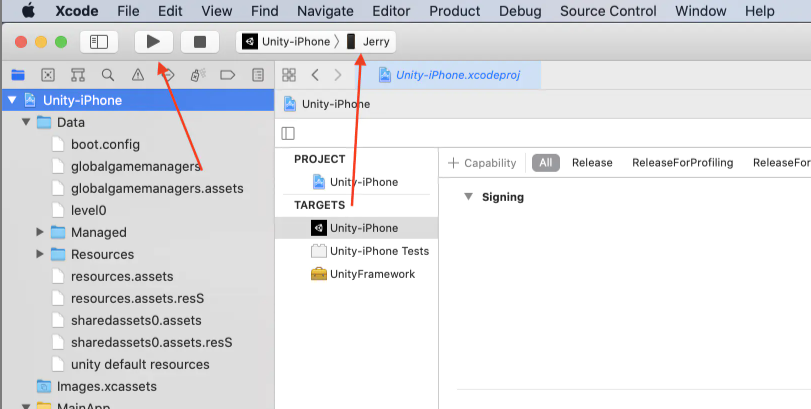 Xcode File Edit View Find Navigate Editor Product Debug Source Control Window Help
Unity-iPhone 〉 Jerry
Unity-iPhone.xcodeproj
Unity-iPhone
Data
boot.config
globalgamemanagers
globalgamemanagers.assets
level0
Managed
Resources
resources.assets
resources.assets.resS
sharedassets0.assets
sharedassets0.assets.resS
unity default resources
Images.xcassets
MainApp
Unity-iPhone
PROJECT
Unity-iPhone
TARGETS
Unity-iPhone
Unity-iPhone Tests
UnityFramework
+ Capability All Release ReleaseForProfiling ReleaseFor
Signing